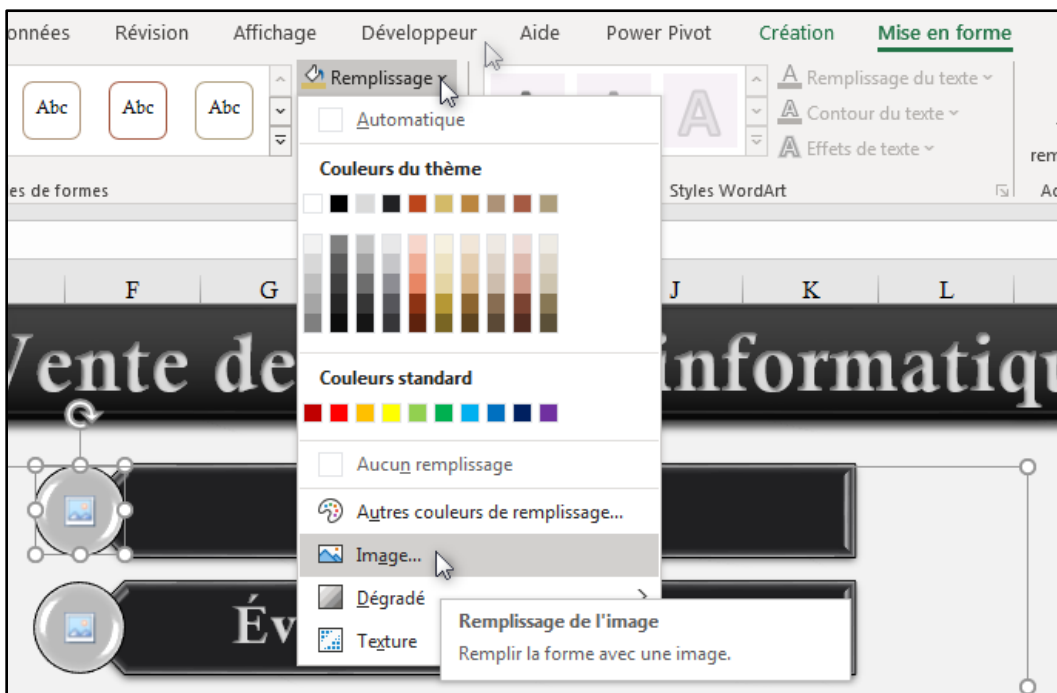 onnées Révision Affichage Développeur Aide Power Pivot Création Mise en forme
Abc Abc Abc
Remplissage
A Remplissage du texte
A Contour du texte
A Effets de texte
A
rem
es de formes
Styles WordArt
Ac
Automatique
Couleurs du thème
Couleurs standard
Aucun remplissage
Autres couleurs de remplissage...
Image...
Dégradé
Texture
Remplissage de l'image
Remplir la forme avec une image.
F G J K L
Vente de informatiqu
Év